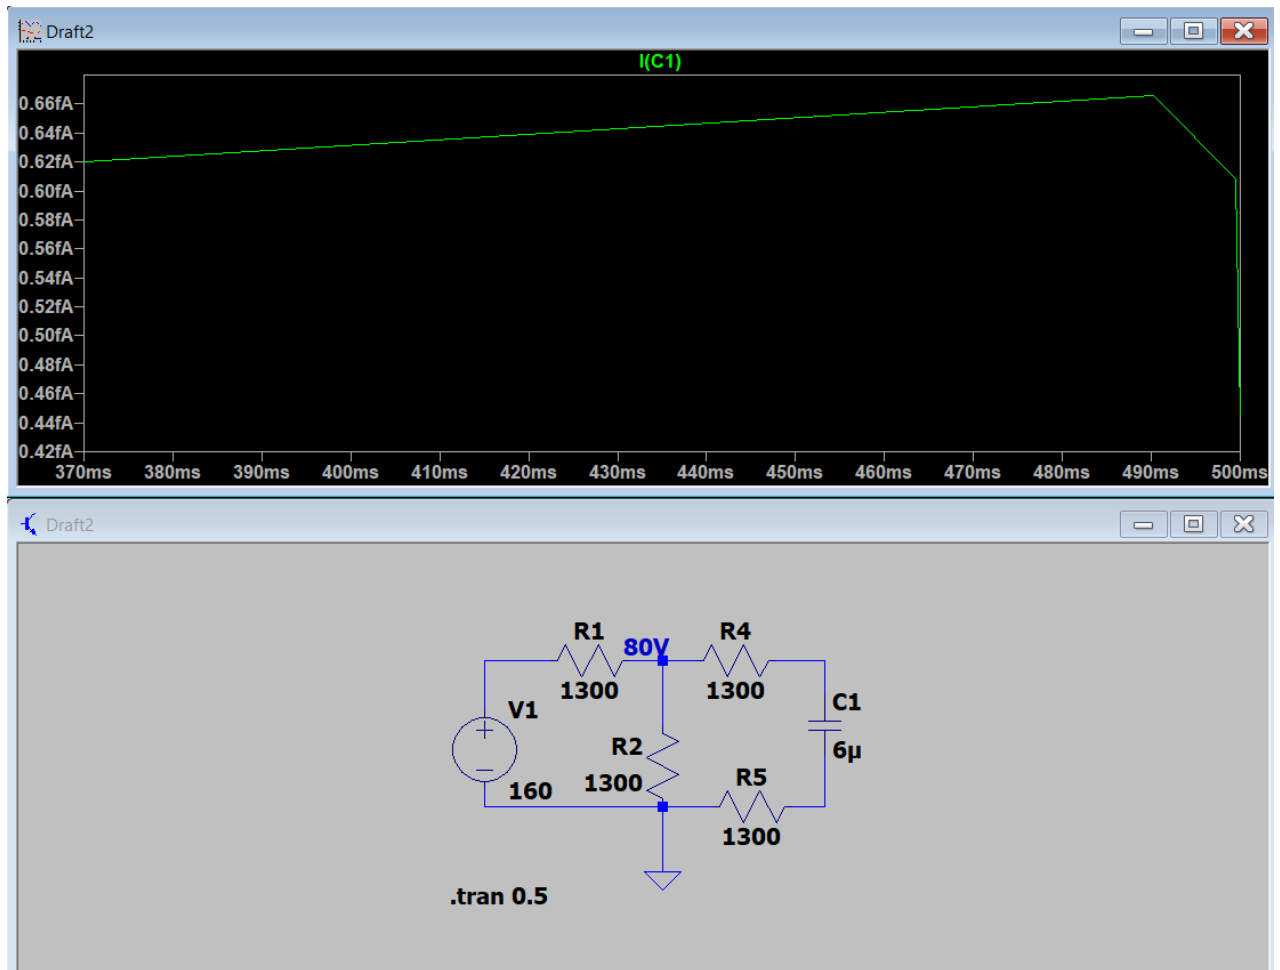 Draft2
I(C1)
0.66fA
0.64fA
0.62fA
0.60fA
0.58fA
0.56fA
0.54fA
0.52fA
0.50fA
0.48fA
0.46fA
0.44fA
0.42fA
370ms 380ms 390ms 400ms 410ms 420ms 430ms 440ms 450ms 460ms 470ms 480ms 490ms 500ms
Draft2
R1 80V R4
1300 1300
V1 C1
R2 6µ
1300 R5
160 1300
.tran 0.5